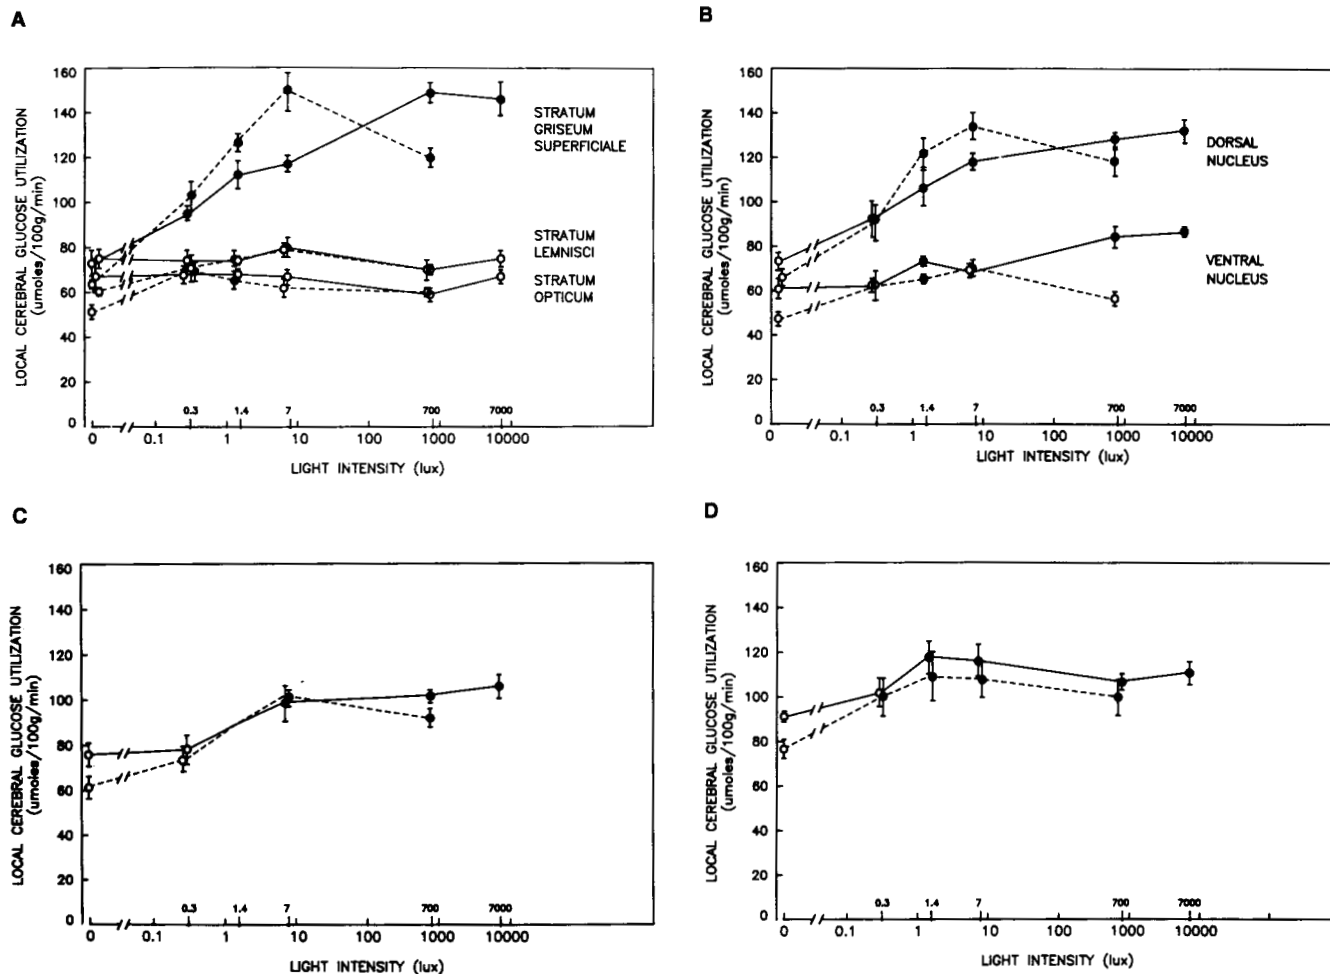 A
LOCAL CEREBRAL GLUCOSE UTILIZATION
(umoles/100g/min)
160
140
120
100
80
60
40
20
0
STRATUM
GRISEUM
SUPERFICIALE
STRATUM
LEMNISCI
STRATUM
OPTICUM
0.3 1.4 7 700 7000
0 0.1 1 10 100 1000 10000
LIGHT INTENSITY (lux)
B
LOCAL CEREBRAL GLUCOSE UTILIZATION
(umoles/100g/min)
160
140
120
100
80
60
40
20
0
DORSAL
NUCLEUS
VENTRAL
NUCLEUS
0.3 1.4 7 700 7000
0 0.1 1 10 100 1000 10000
LIGHT INTENSITY (lux)
C
LOCAL CEREBRAL GLUCOSE UTILIZATION
(umoles/100g/min)
160
140
120
100
80
60
40
20
0
0.3 1.4 7 700 7000
0 0.1 1 10 100 1000 10000
LIGHT INTENSITY (lux)
D
LOCAL CEREBRAL GLUCOSE UTILIZATION
(umoles/100g/min)
160
140
120
100
80
60
40
20
0
0.3 1.4 7 700 7000
0 0.1 1 10 100 1000 10000
LIGHT INTENSITY (lux)